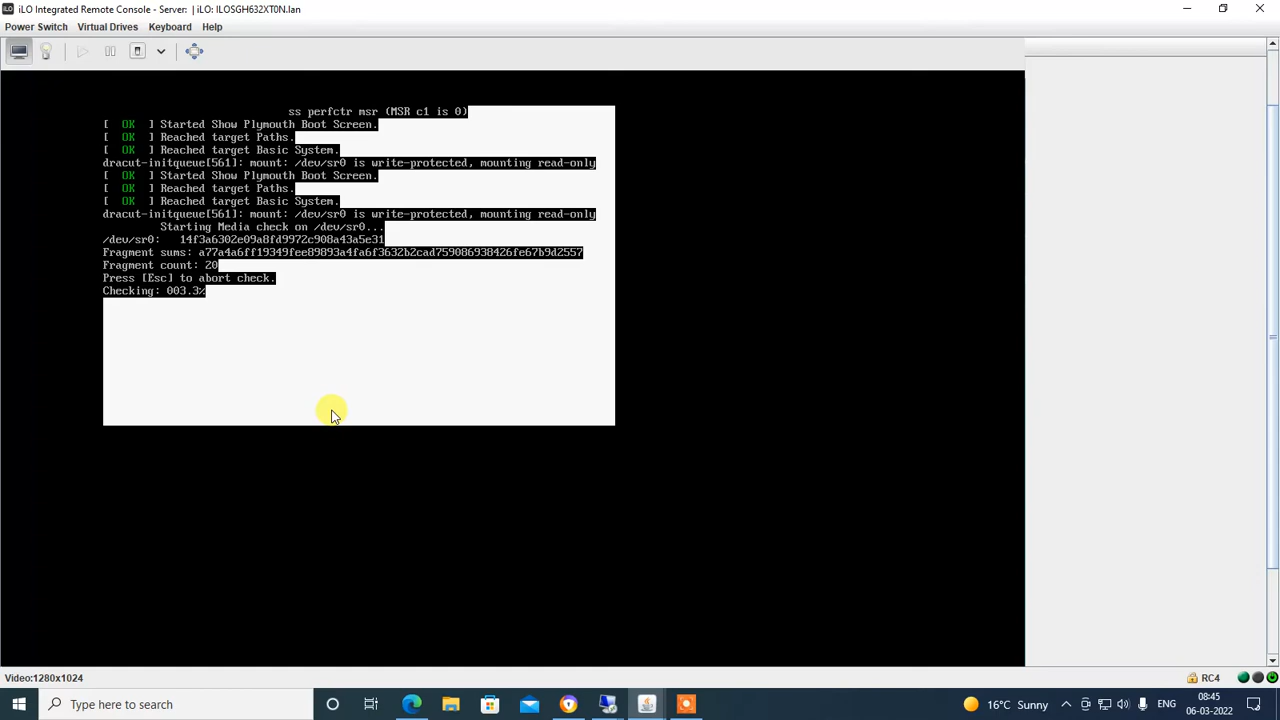 iLO Integrated Remote Console - Server: | iLO: ILOSGH632XT0N.lan
Power Switch Virtual Drives Keyboard Help
ss perfctr msr (MSR c1 is 0)
[ OK ] Started Show Plymouth Boot Screen.
[ OK ] Reached target Paths.
[ OK ] Reached target Basic System.
dracut-initqueue[561]: mount: /dev/sr0 is write-protected, mounting read-only
[ OK ] Started Show Plymouth Boot Screen.
[ OK ] Reached target Paths.
[ OK ] Reached target Basic System.
dracut-initqueue[561]: mount: /dev/sr0 is write-protected, mounting read-only
Starting Media check on /dev/sr0...
/dev/sr0: 14f3a6302e09a8fd9972c908a43a5e31
Fragment sums: a77a4a6ff19349fee89893a4fa6f3632b2cad759086938426fe67b9d2557
Fragment count: 20
Press [Esc] to abort check.
Checking: 003.3%
Video:1280x1024
RC4
Type here to search
16°C Sunny
ENG
08:45
06-03-2022